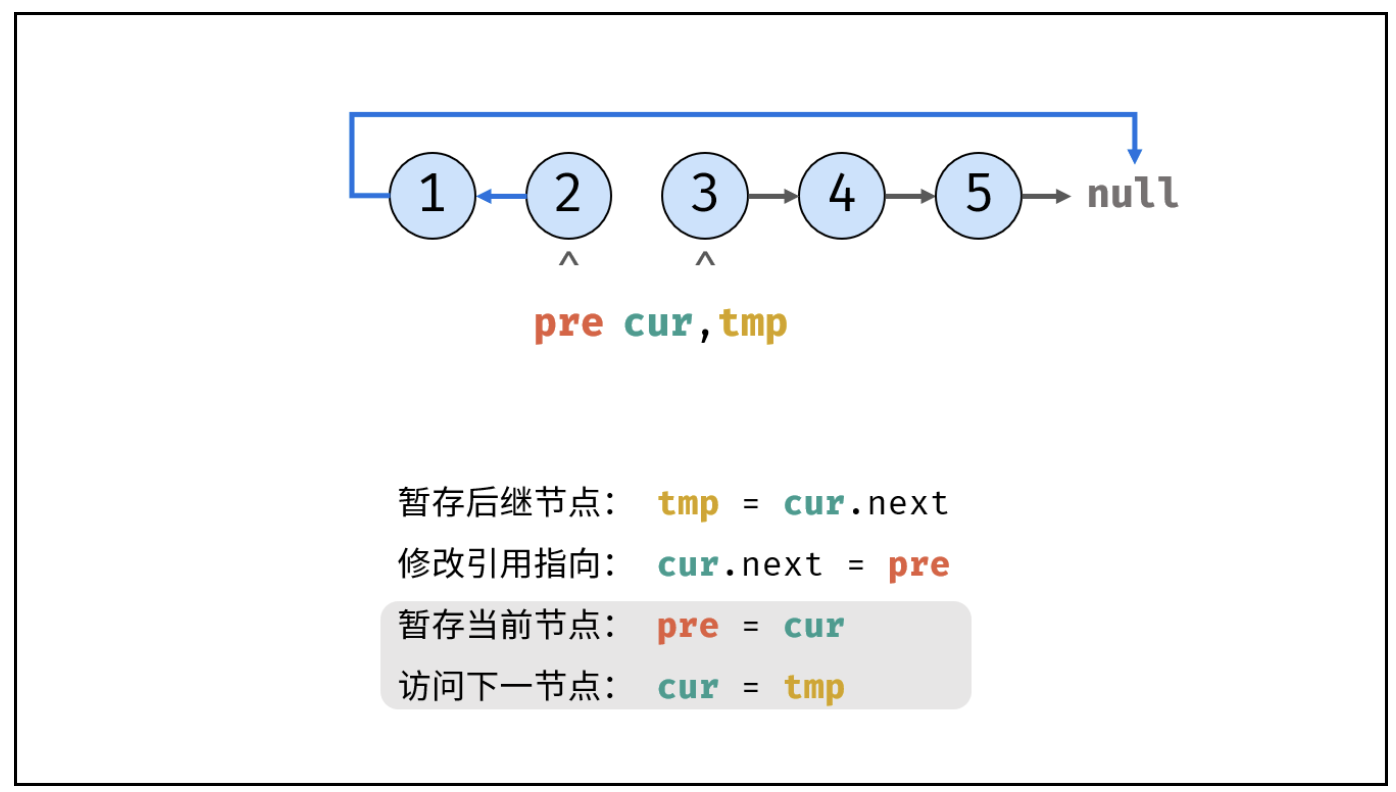 1 2 3 4 5 null
^ ^
pre cur,tmp
暂存后继节点： tmp = cur.next
修改引用指向： cur.next = pre
暂存当前节点： pre = cur
访问下一节点： cur = tmp